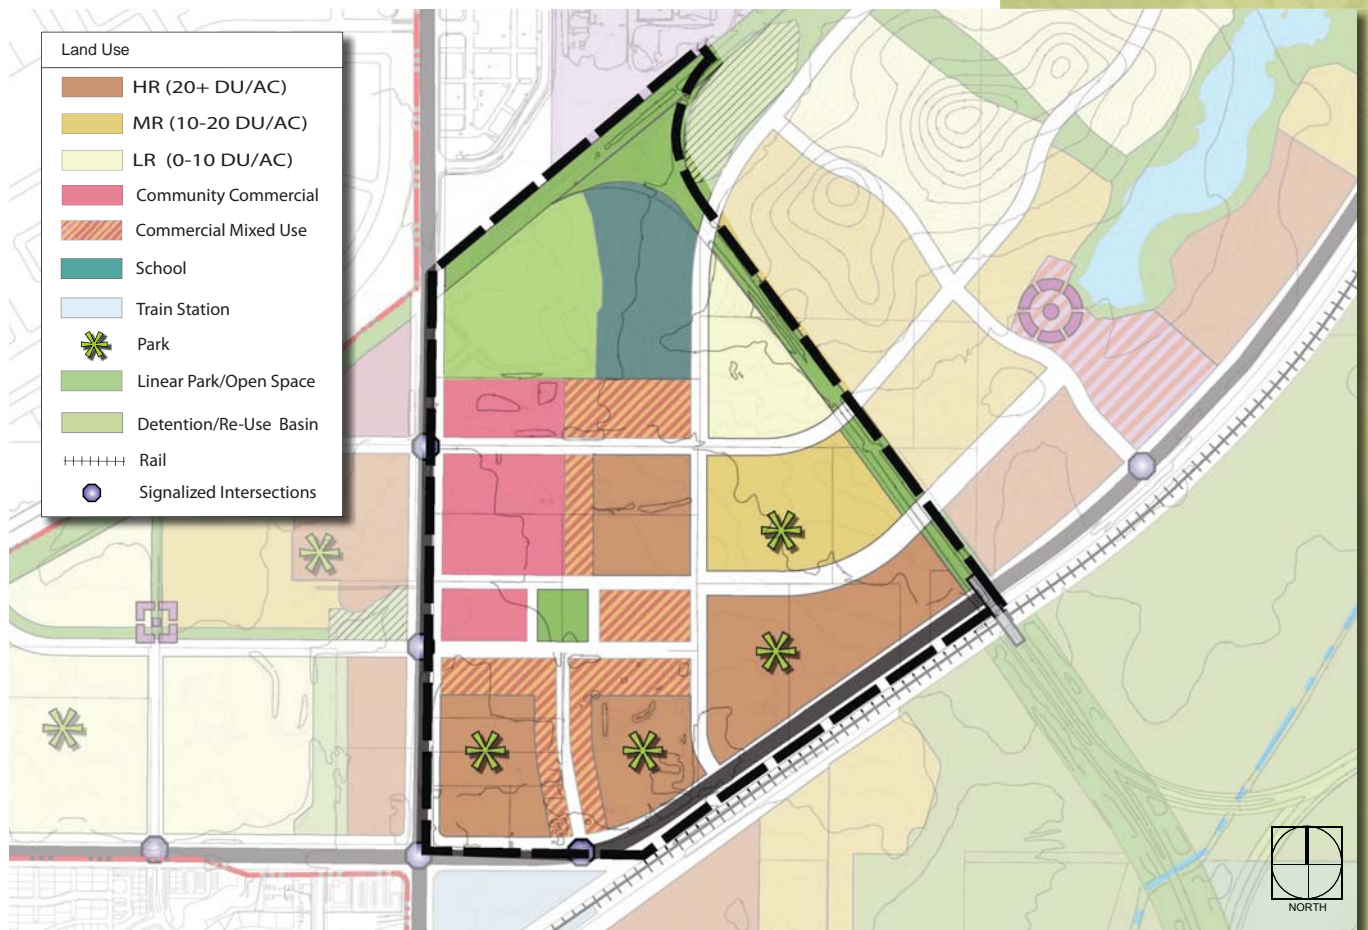 Land Use
HR (20+ DU/AC)
MR (10-20 DU/AC)
LR (0-10 DU/AC)
Community Commercial
Commercial Mixed Use
School
Train Station
Park
Linear Park/Open Space
Detention/Re-Use Basin
Rail
Signalized Intersections
NORTH